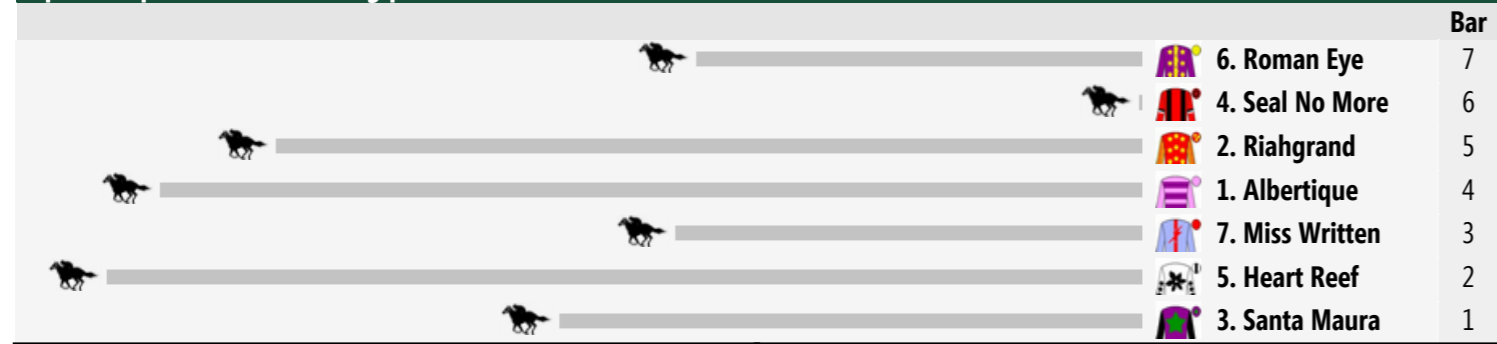 Bar
6. Roman Eye 7
4. Seal No More 6
2. Riahgrand 5
1. Albertique 4
7. Miss Written 3
5. Heart Reef 2
3. Santa Maura 1